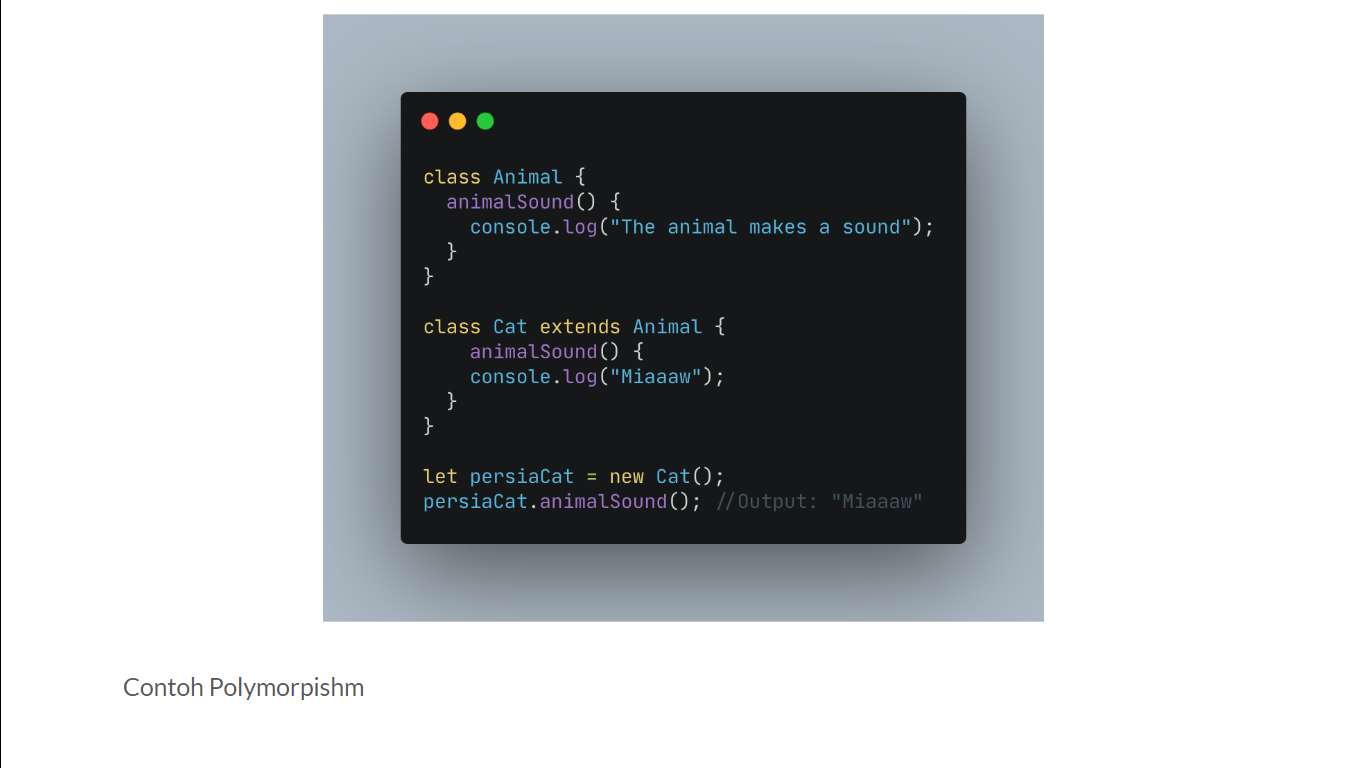 class Animal {
  animalSound() {
    console.log("The animal makes a sound");
  }
}

class Cat extends Animal {
    animalSound() {
    console.log("Miaaaw");
  }
}

let persiaCat = new Cat();
persiaCat.animalSound(); //Output: "Miaaaw"

Contoh Polymorpishm